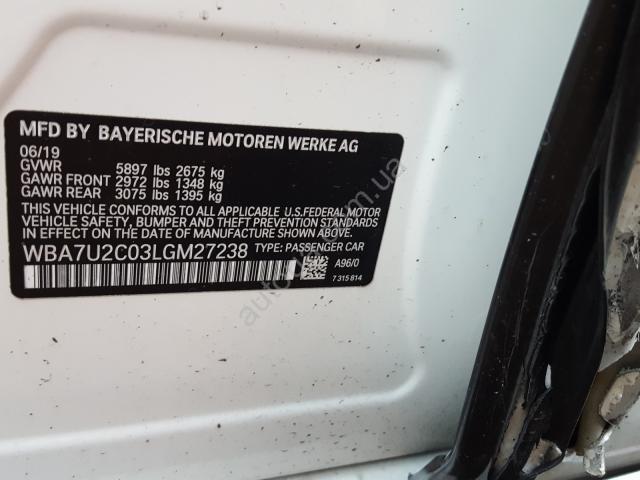 MFD BY BAYERISCHE MOTOREN WERKE AG
06/19
GVWR 5897 lbs 2675 kg
GAWR FRONT 2972 lbs 1348 kg
GAWR REAR 3075 lbs 1395 kg
THIS VEHICLE CONFORMS TO ALL APPLICABLE U.S.FEDERAL MOTOR
VEHICLE SAFETY, BUMPER, AND THEFT PREVENTION STANDARDS
IN EFFECT ON THE DATE OF MANUFACTURE SHOWN ABOVE.
WBA7U2C03LGM27238 TYPE: PASSENGER CAR
A96/0
7 315 814